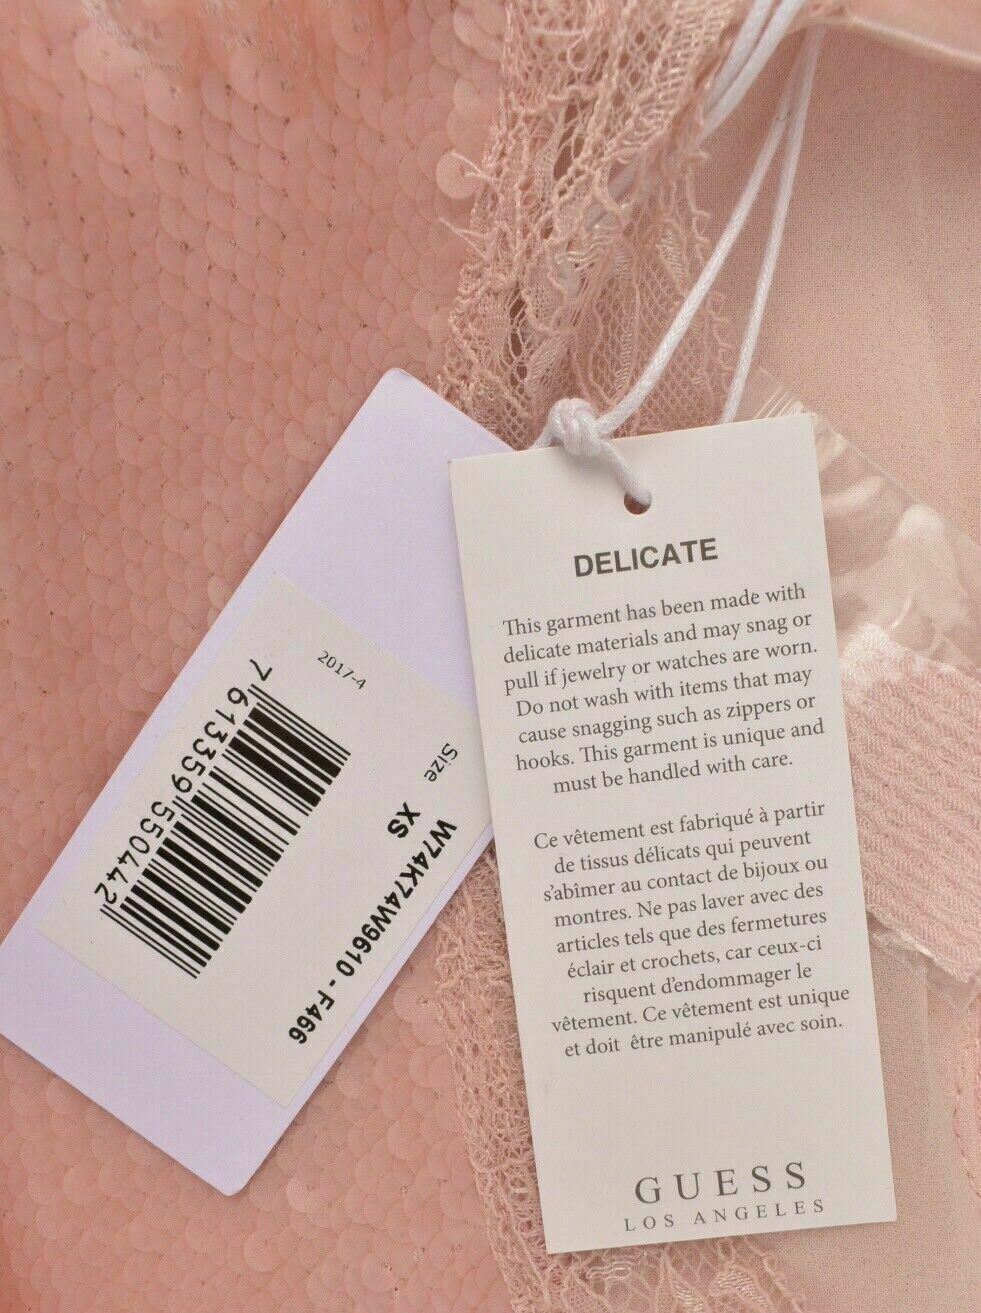 2017-4
7 613359 550442
Size
XS
W74K74W9610 - F466
DELICATE
This garment has been made with
delicate materials and may snag or
pull if jewelry or watches are worn.
Do not wash with items that may
cause snagging such as zippers or
hooks. This garment is unique and
must be handled with care.
Ce vêtement est fabriqué à partir
de tissus délicats qui peuvent
s'abîmer au contact de bijoux ou
montres. Ne pas laver avec des
articles tels que des fermetures
éclair et crochets, car ceux-ci
risquent d'endommager le
vêtement. Ce vêtement est unique
et doit être manipulé avec soin.
GUESS
LOS ANGELES